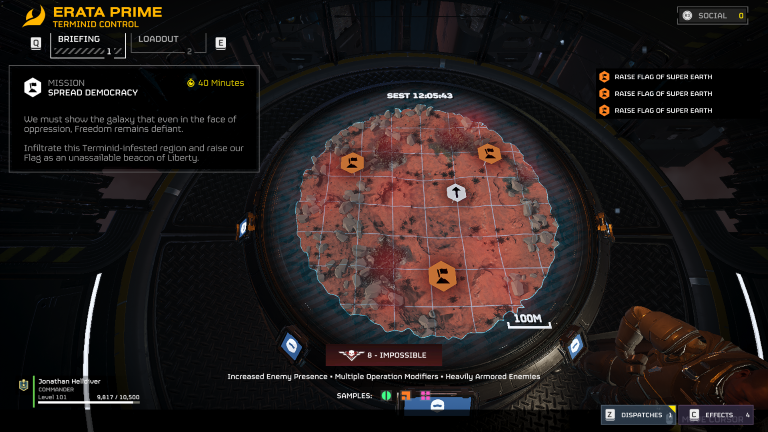 ERATA PRIME
TERMINID CONTROL
SOCIAL 0
Q BRIEFING 1 LOADOUT 2 E
MISSION
SPREAD DEMOCRACY
40 Minutes
We must show the galaxy that even in the face of
oppression, Freedom remains defiant.
Infiltrate this Terminid-infested region and raise our
Flag as an unassailable beacon of Liberty.
RAISE FLAG OF SUPER EARTH
RAISE FLAG OF SUPER EARTH
RAISE FLAG OF SUPER EARTH
SEST 12:05:43
100M
8 - IMPOSSIBLE
Increased Enemy Presence • Multiple Operation Modifiers • Heavily Armored Enemies
SAMPLES:
Jonathan Helldiver
COMMANDER
Level 101 9,817 / 10,500
Z DISPATCHES 1
C EFFECTS 4